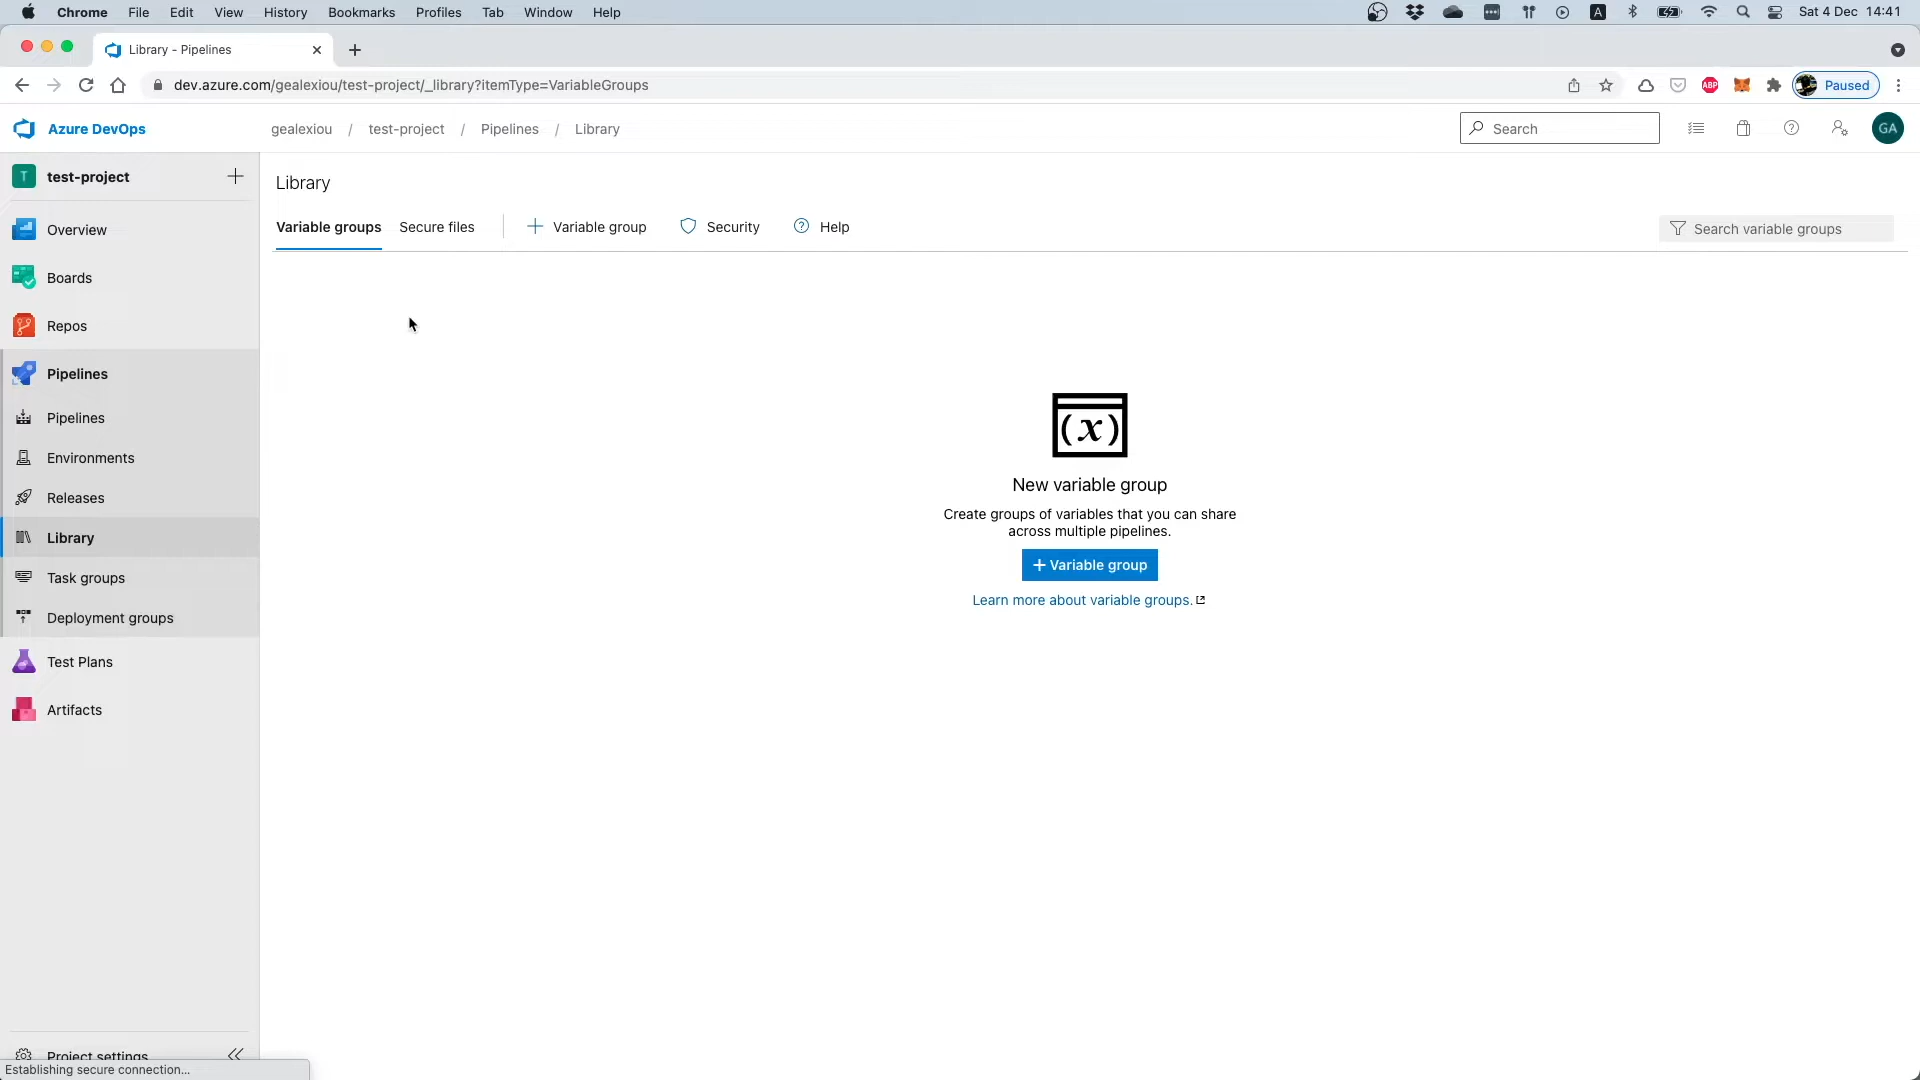 Chrome File Edit View History Bookmarks Profiles Tab Window Help A Sat 4 Dec 14:41
Library - Pipelines
dev.azure.com/gealexiou/test-project/_library?itemType=VariableGroups ABP Paused
Azure DevOps gealexiou / test-project / Pipelines / Library Search GA
T test-project
Library
Overview
Variable groups Secure files Variable group Security Help Search variable groups
Boards
Repos
Pipelines
Pipelines
Environments
Releases
Library
Task groups
Deployment groups
Test Plans
Artifacts
(x)
New variable group
Create groups of variables that you can share
across multiple pipelines.
+ Variable group
Learn more about variable groups.
Project settings
Establishing secure connection...